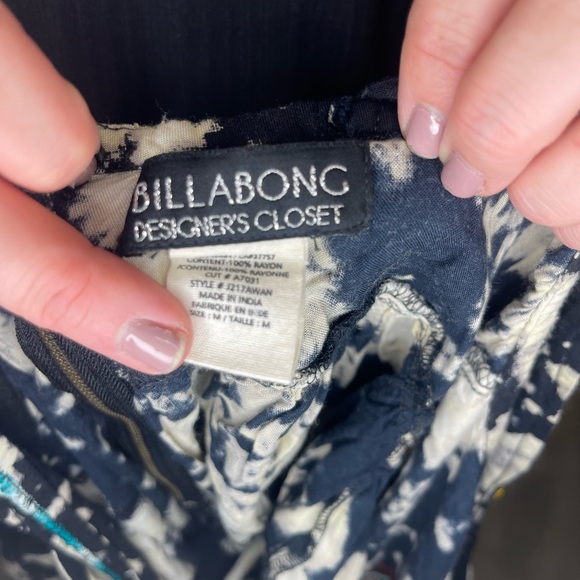 BILLABONG
DESIGNER'S CLOSET
CONTENT-100% RAYON
/CONTENU-100% RAYONNE
CUT # A7031
STYLE # J217AWAN
MADE IN INDIA
FABRIQUE EN INDE
SIZE: M / TAILLE: M